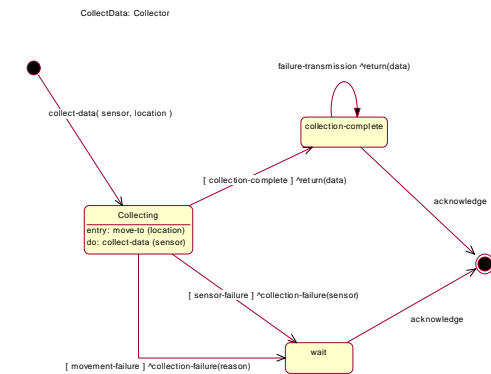 CollectData: Collector
failure-transmission ^return(data)
collect-data( sensor, location )
collection-complete
[ collection-complete ] ^return(data)
acknowledge
Collecting
entry: move-to (location)
do: collect-data (sensor)
[ sensor-failure ] ^collection-failure(sensor)
acknowledge
wait
[ movement-failure ] ^collection-failure(reason)